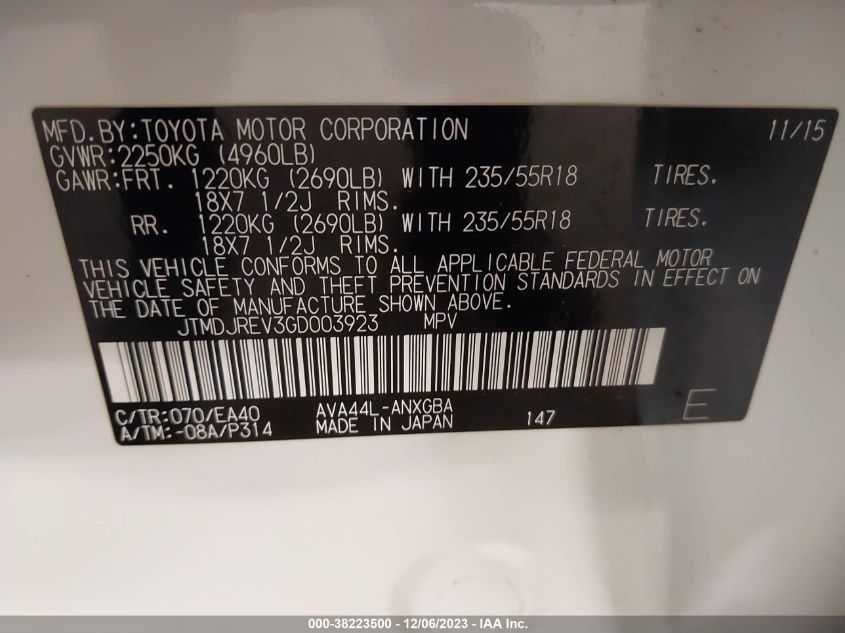 MFD.BY:TOYOTA MOTOR CORPORATION 11/15
GVWR:2250KG (4960LB)
GAWR:FRT. 1220KG (2690LB) WITH 235/55R18 TIRES.
18X7 1/2J RIMS.
RR. 1220KG (2690LB) WITH 235/55R18 TIRES.
18X7 1/2J RIMS.
THIS VEHICLE CONFORMS TO ALL APPLICABLE FEDERAL MOTOR
VEHICLE SAFETY AND THEFT PREVENTION STANDARDS IN EFFECT ON
THE DATE OF MANUFACTURE SHOWN ABOVE.
JTMDJREV3GD003923 MPV
C/TR:070/EA40 AVA44L-ANXGBA 147 E
A/TM:-08A/P314 MADE IN JAPAN
000-38223500 - 12/06/2023 - IAA Inc.